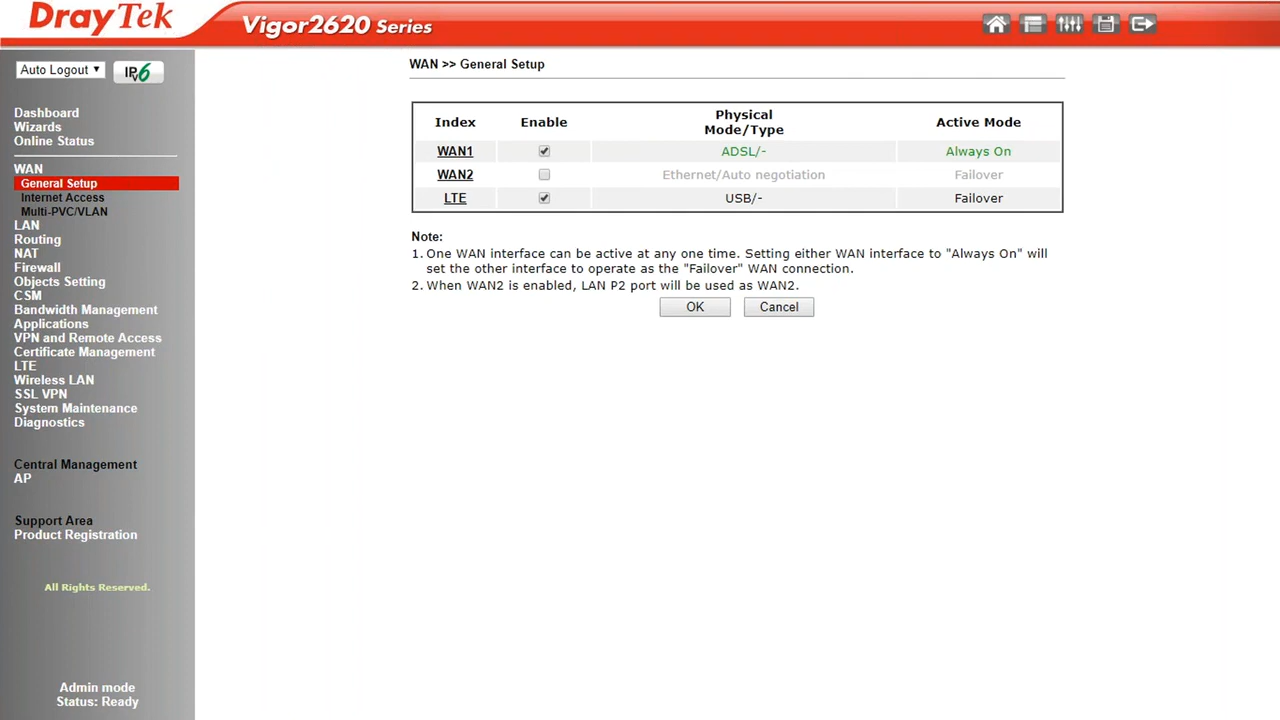 DrayTek
Vigor2620 Series
Auto Logout
IPv6
Dashboard
Wizards
Online Status
WAN
General Setup
Internet Access
Multi-PVC/VLAN
LAN
Routing
NAT
Firewall
Objects Setting
CSM
Bandwidth Management
Applications
VPN and Remote Access
Certificate Management
LTE
Wireless LAN
SSL VPN
System Maintenance
Diagnostics
Central Management
AP
Support Area
Product Registration
All Rights Reserved.
Admin mode
Status: Ready
WAN >> General Setup
Index Enable Physical Mode/Type Active Mode
WAN1 ADSL/- Always On
WAN2 Ethernet/Auto negotiation Failover
LTE USB/- Failover
Note:
1. One WAN interface can be active at any one time. Setting either WAN interface to "Always On" will
set the other interface to operate as the "Failover" WAN connection.
2. When WAN2 is enabled, LAN P2 port will be used as WAN2.
OK Cancel